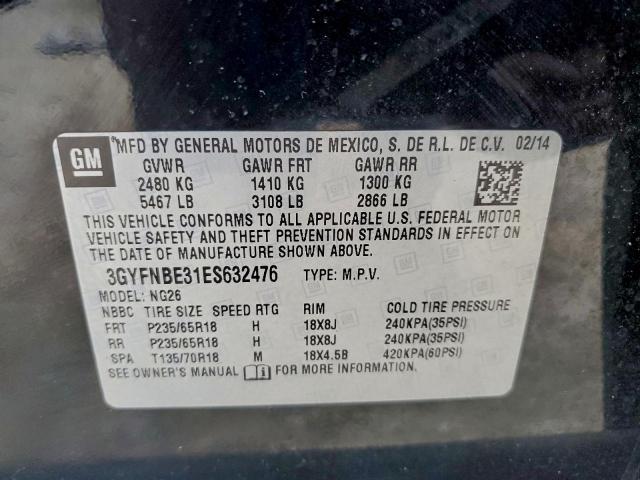 GM
MFD BY GENERAL MOTORS DE MEXICO, S. DE R.L. DE C.V. 02/14
GVWR GAWR FRT GAWR RR
2480 KG 1410 KG 1300 KG
5467 LB 3108 LB 2866 LB
THIS VEHICLE CONFORMS TO ALL APPLICABLE U.S. FEDERAL MOTOR
VEHICLE SAFETY AND THEFT PREVENTION STANDARDS IN EFFECT ON
THE DATE OF MANUFACTURE SHOWN ABOVE.
3GYFNBE31ES632476 TYPE: M.P.V.
MODEL: NG26
NBBC TIRE SIZE SPEED RTG RIM COLD TIRE PRESSURE
FRT P235/65R18 H 18X8J 240KPA(35PSI)
RR P235/65R18 H 18X8J 240KPA(35PSI)
SPA T135/70R18 M 18X4.5B 420KPA(60PSI)
SEE OWNER'S MANUAL FOR MORE INFORMATION